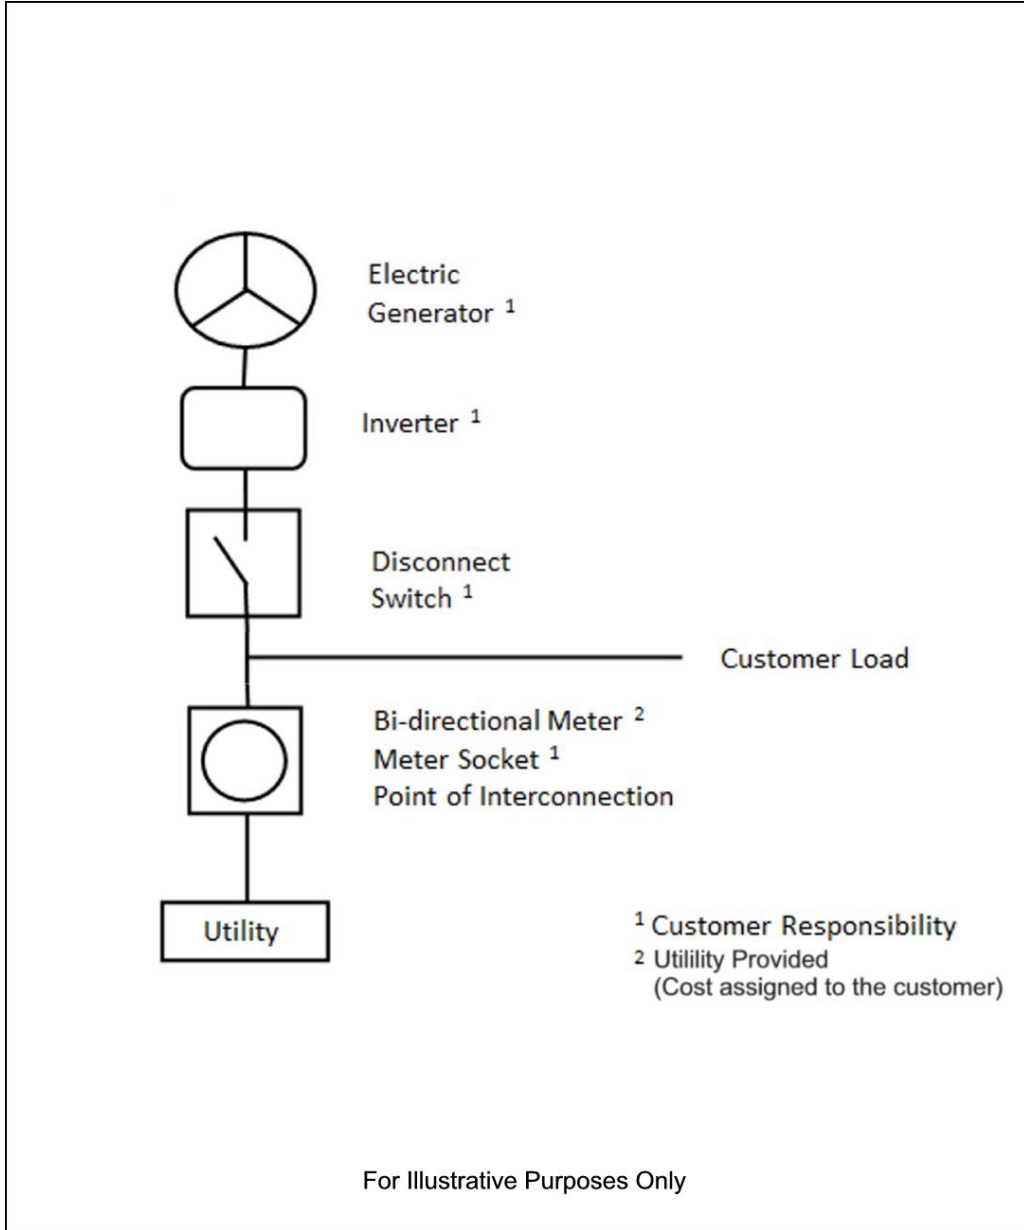 Electric
Generator ¹
Inverter ¹
Disconnect
Switch ¹
Customer Load
Bi-directional Meter ²
Meter Socket ¹
Point of Interconnection
Utility
¹ Customer Responsibility
² Utilility Provided
(Cost assigned to the customer)
For Illustrative Purposes Only